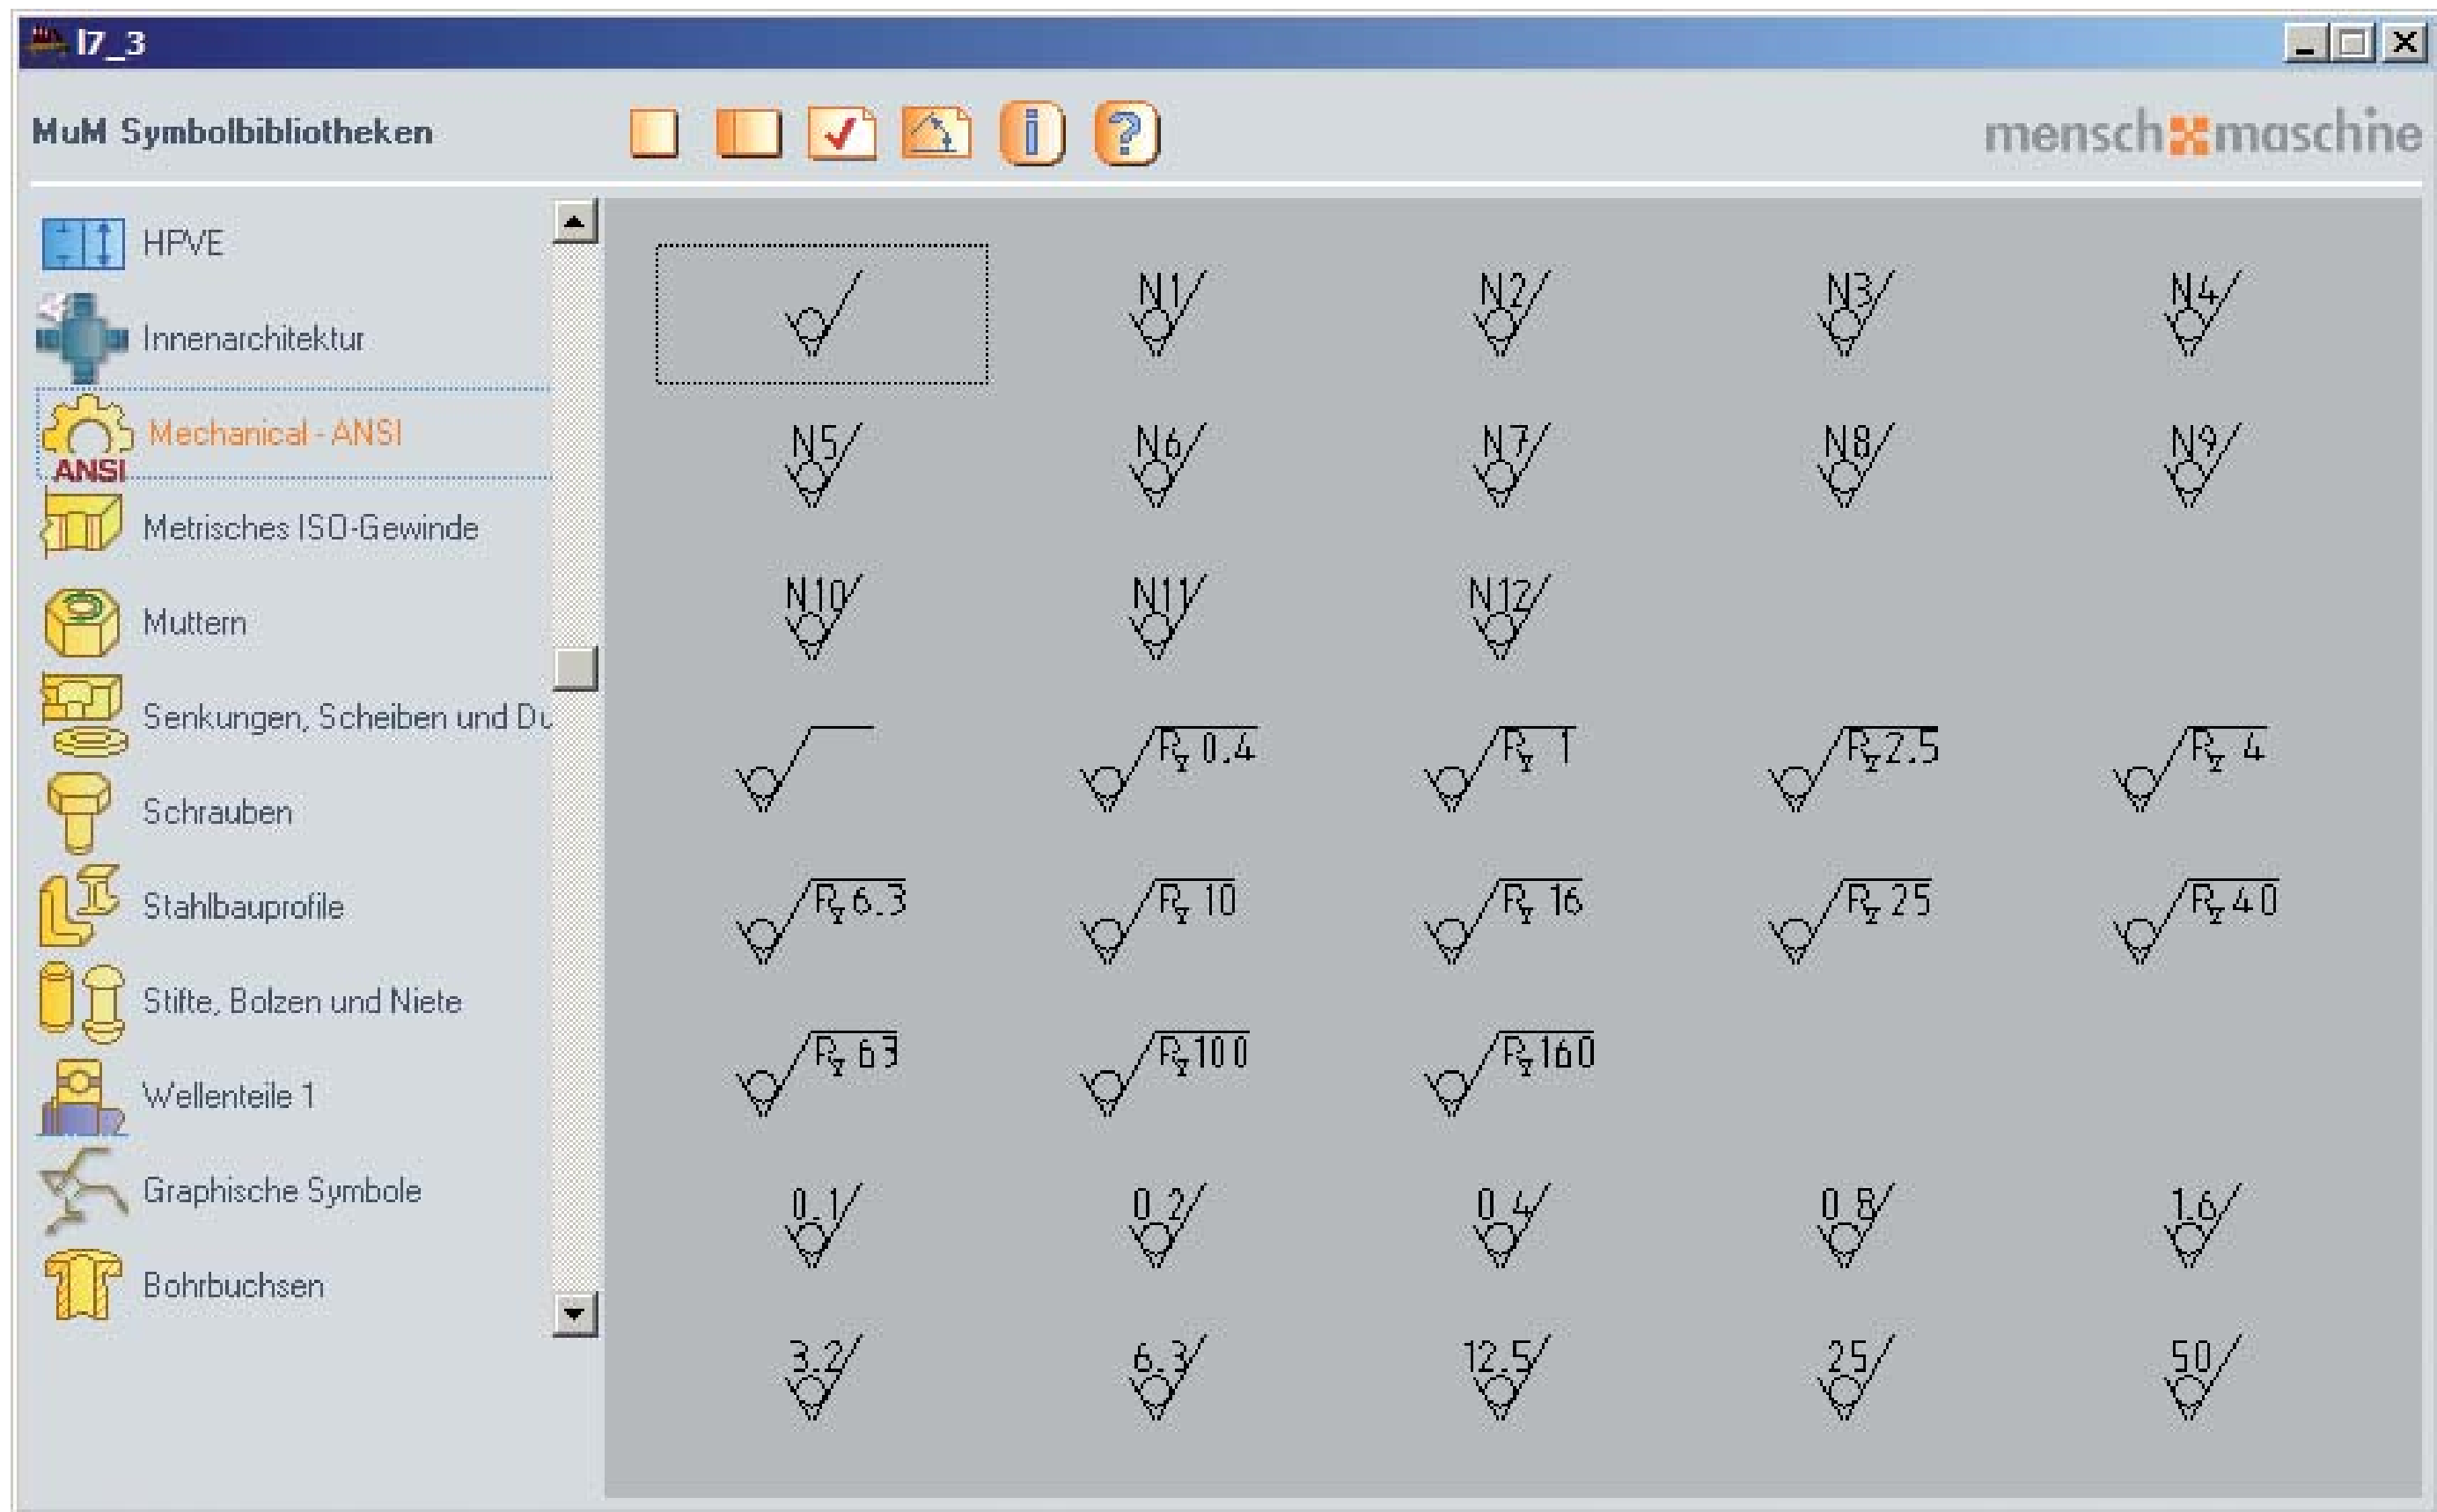 l7_3
MuM Symbolbibliotheken
mensch maschine
HPVE
Innenarchitektur
Mechanical - ANSI
ANSI
Metrisches ISO-Gewinde
Muttern
Senkungen, Scheiben und Du
Schrauben
Stahlbauprofile
Stifte, Bolzen und Niete
Wellenteile 1
Graphische Symbole
Bohrbuchsen
N1 N2 N3 N4
N5 N6 N7 N8 N9
N10 N11 N12
Rz 0.4 Rz 1 Rz 2.5 Rz 4
Rz 6.3 Rz 10 Rz 16 Rz 25 Rz 40
Rz 63 Rz 100 Rz 160
0.1 0.2 0.4 0.8 1.6
3.2 6.3 12.5 25 50